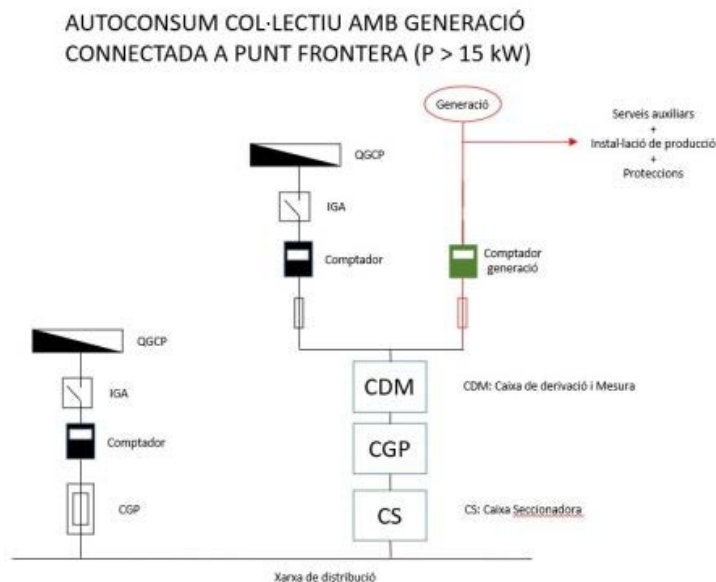 AUTOCONSUM COL·LECTIU AMB GENERACIÓ
CONNECTADA A PUNT FRONTERA (P > 15 kW)
Generació
Serveis auxiliars
+
Instal·lació de producció
+
Proteccions
QGCP
IGA
Comptador
Comptador
generació
QGCP
IGA
Comptador
CGP
CDM
CDM: Caixa de derivació i Mesura
CGP
CS
CS: Caixa Seccionadora
Xarxa de distribució